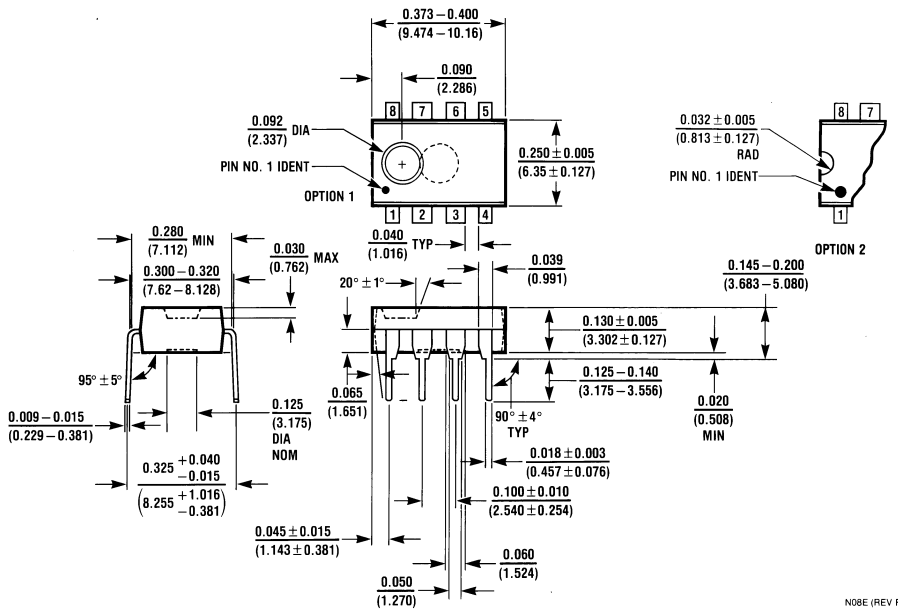 0.373 – 0.400
(9.474 – 10.16)
0.090
(2.286)
8 7 6 5
0.092 DIA
(2.337)
PIN NO. 1 IDENT
OPTION 1
1 2 3 4
0.250 ± 0.005
(6.35 ± 0.127)
0.032 ± 0.005
(0.813 ± 0.127)
RAD
PIN NO. 1 IDENT
8 7
1
OPTION 2
0.280 MIN
(7.112)
0.300 – 0.320
(7.62 – 8.128)
0.030 MAX
(0.762)
0.040 TYP
(1.016)
0.039
(0.991)
20° ± 1°
0.145 – 0.200
(3.683 – 5.080)
0.130 ± 0.005
(3.302 ± 0.127)
0.125 – 0.140
(3.175 – 3.556)
0.020
(0.508)
MIN
95° ± 5°
0.009 – 0.015
(0.229 – 0.381)
0.125
(3.175)
DIA
NOM
0.065
(1.651)
90° ± 4°
TYP
0.018 ± 0.003
(0.457 ± 0.076)
0.325 +0.040
−0.015
(8.255 +1.016
−0.381)
0.100 ± 0.010
(2.540 ± 0.254)
0.045 ± 0.015
(1.143 ± 0.381)
0.060
(1.524)
0.050
(1.270)
N08E (REV F